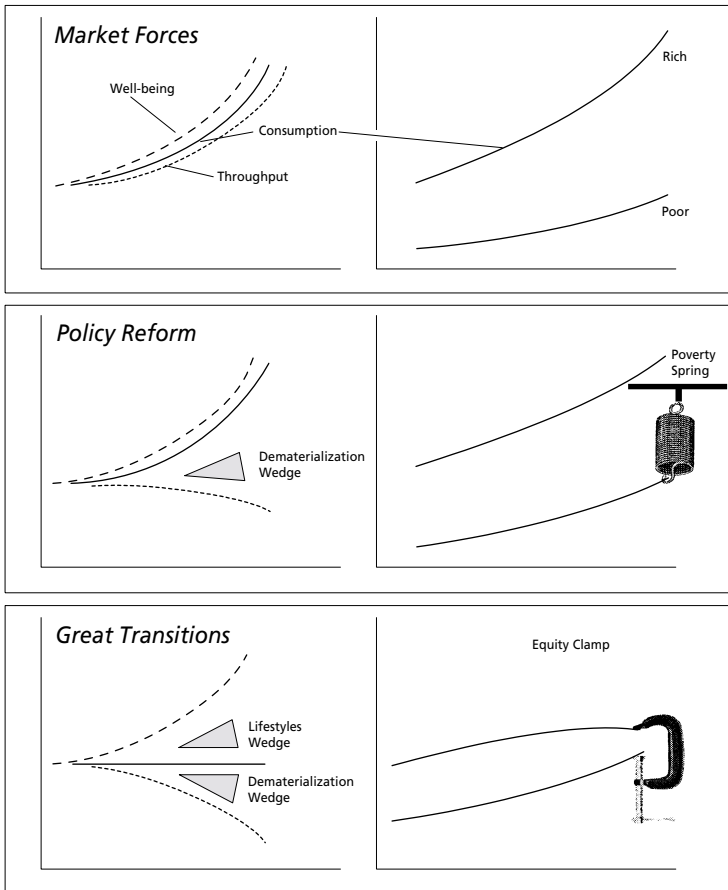 Market Forces
Well-being
Consumption
Throughput
Rich
Poor
Policy Reform
Dematerialization
Wedge
Poverty
Spring
Great Transitions
Lifestyles
Wedge
Dematerialization
Wedge
Equity Clamp